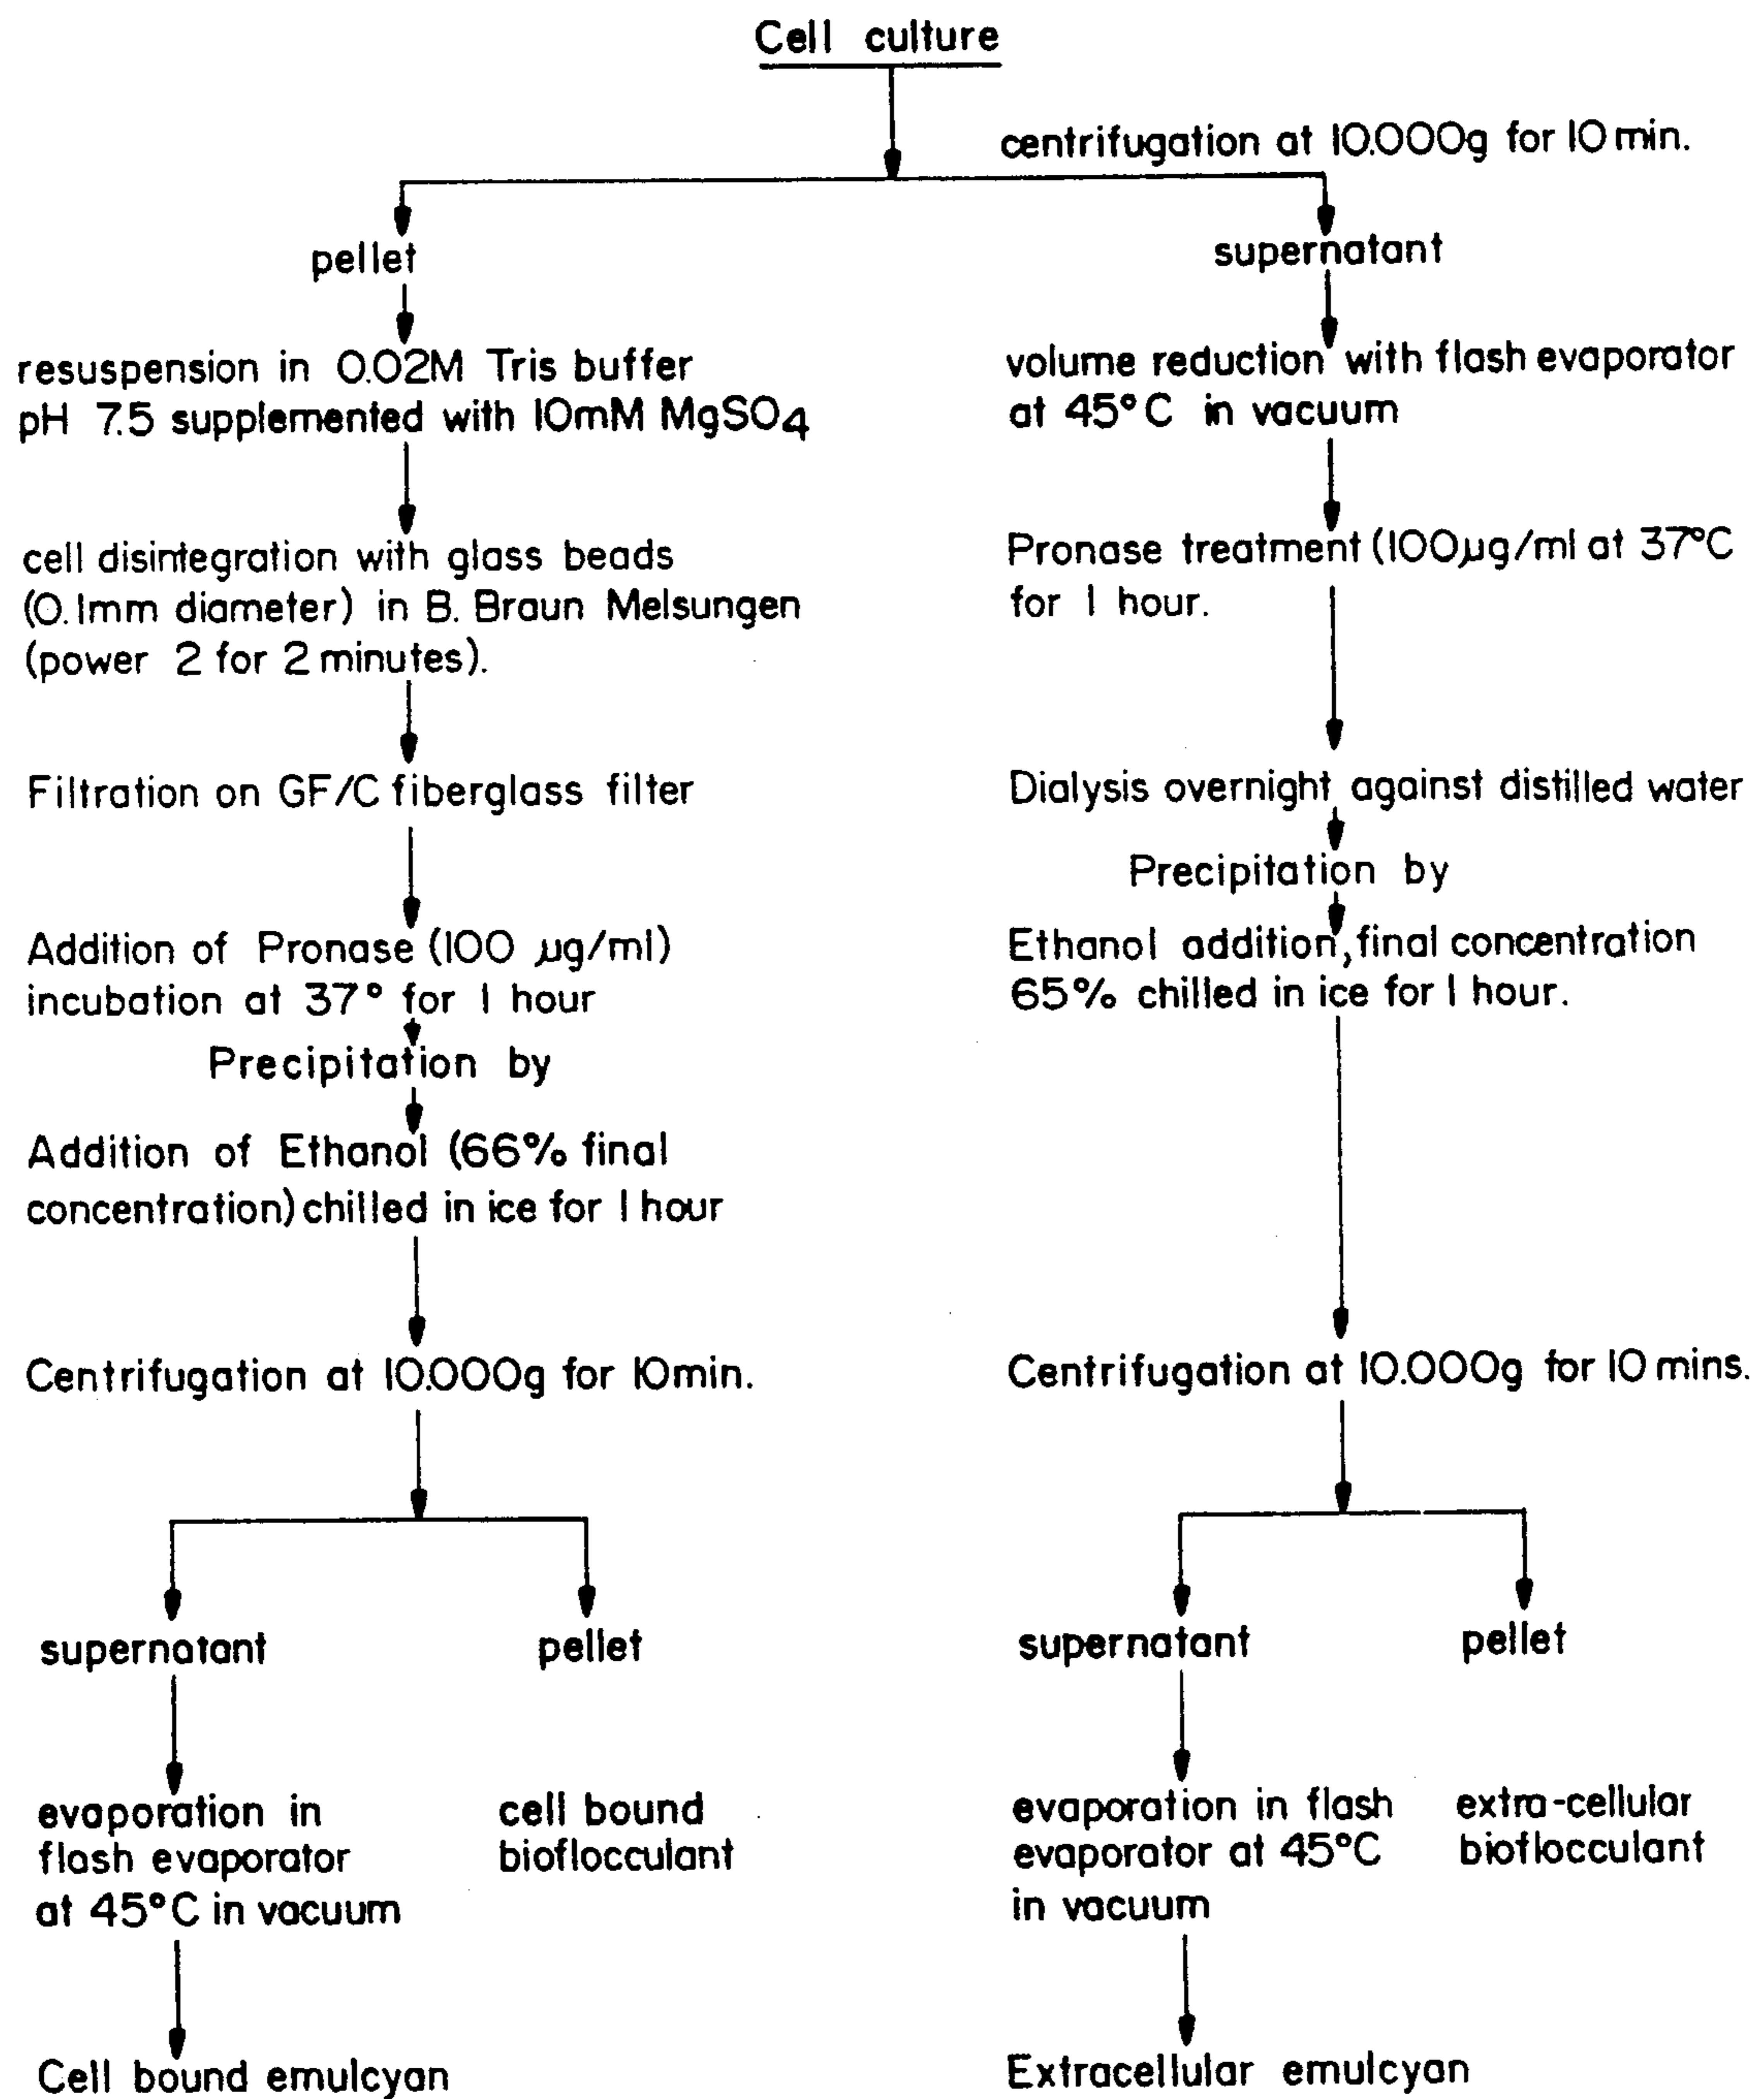 Cell culture
centrifugation at 10.000g for 10 min.
pellet
resuspension in 0.02M Tris buffer
pH 7.5 supplemented with 10mM MgSO4
cell disintegration with glass beads
(0.1mm diameter) in B. Braun Melsungen
(power 2 for 2 minutes).
Filtration on GF/C fiberglass filter
Addition of Pronase (100 µg/ml)
incubation at 37° for 1 hour
Precipitation by
Addition of Ethanol (66% final
concentration) chilled in ice for 1 hour
Centrifugation at 10.000g for 10min.
supernatant
evaporation in
flash evaporator
at 45°C in vacuum
Cell bound emulcyan
pellet
cell bound
bioflocculant
supernatant
volume reduction with flash evaporator
at 45°C in vacuum
Pronase treatment (100µg/ml at 37°C
for 1 hour.
Dialysis overnight against distilled water
Precipitation by
Ethanol addition, final concentration
65% chilled in ice for 1 hour.
Centrifugation at 10.000g for 10 mins.
supernatant
evaporation in flash
evaporator at 45°C
in vacuum
Extracellular emulcyan
pellet
extra-cellular
bioflocculant